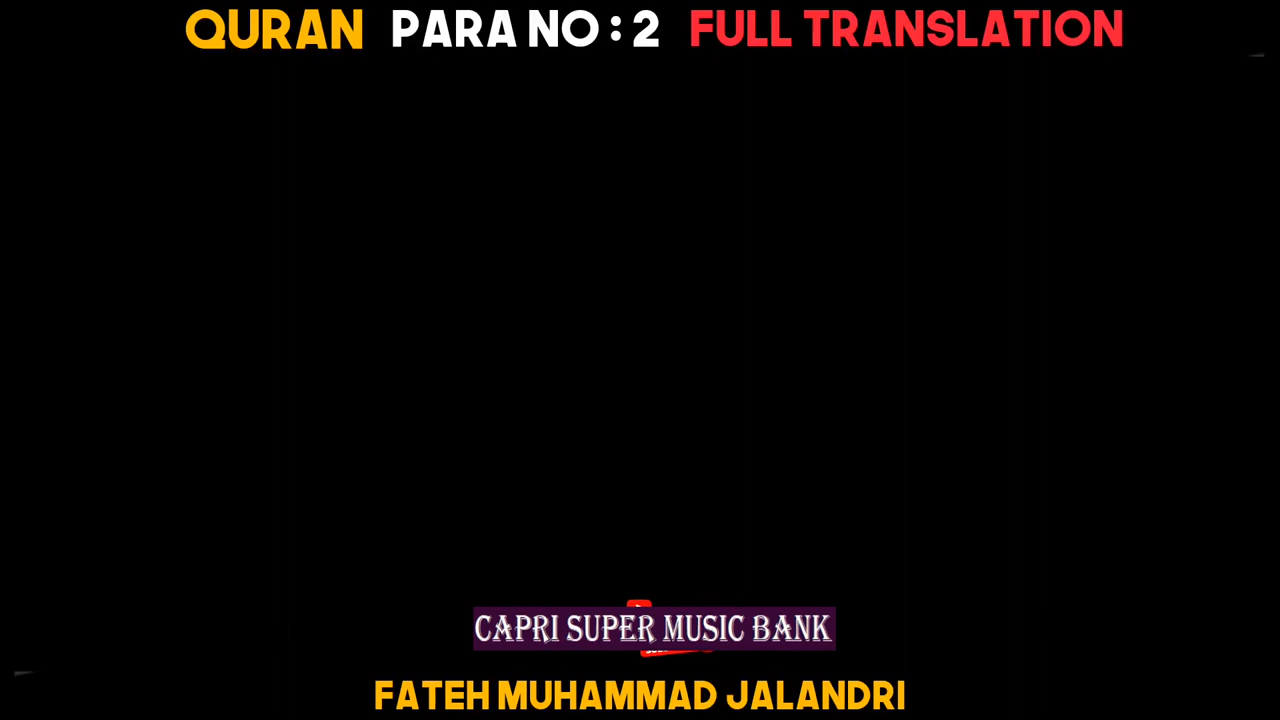 QURAN PARA NO : 2 FULL TRANSLATION
CAPRI SUPER MUSIC BANK
FATEH MUHAMMAD JALANDRI